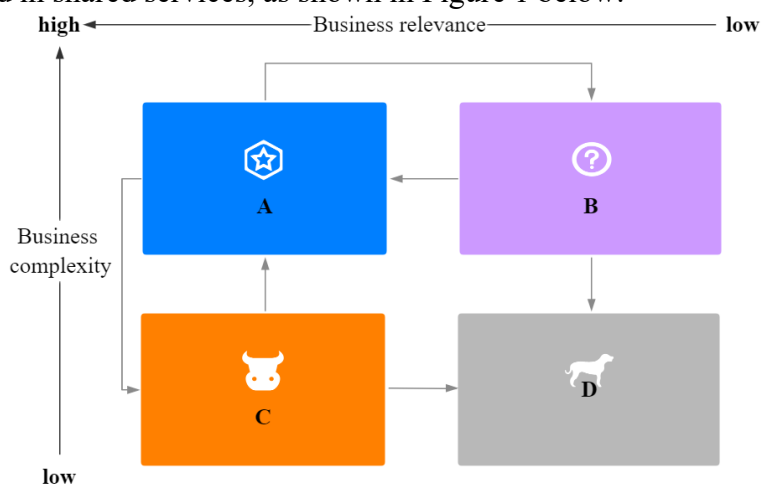 d in shared services, as shown in Figure 1 below.
high Business relevance low
A B
Business
complexity
C D
low